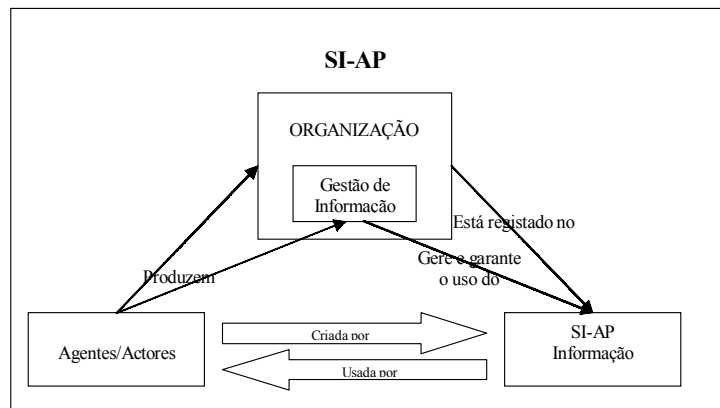 SI-AP
ORGANIZAÇÃO
Gestão de
Informação
Está registado no
Gere e garante
o uso do
Produzem
Agentes/Actores
Criada por
Usada por
SI-AP
Informação